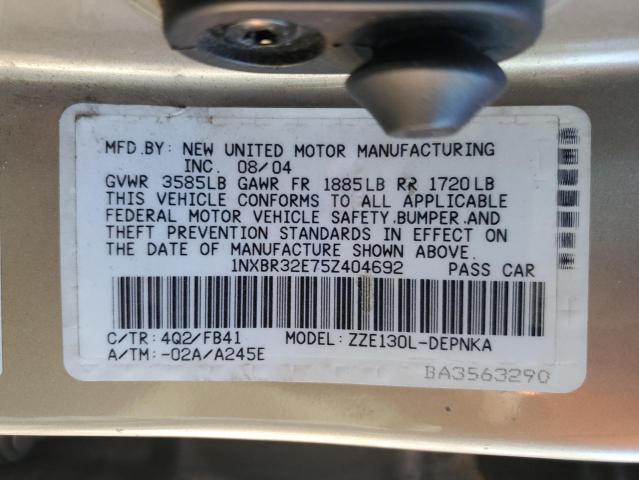 MFD.BY: NEW UNITED MOTOR MANUFACTURING
INC. 08/04
GVWR 3585LB GAWR FR 1885LB RR 1720LB
THIS VEHICLE CONFORMS TO ALL APPLICABLE
FEDERAL MOTOR VEHICLE SAFETY,BUMPER,AND
THEFT PREVENTION STANDARDS IN EFFECT ON
THE DATE OF MANUFACTURE SHOWN ABOVE.
1NXBR32E75Z404692 PASS CAR
C/TR: 4Q2/FB41 MODEL: ZZE130L-DEPNKA
A/TM: -02A/A245E
BA3563290